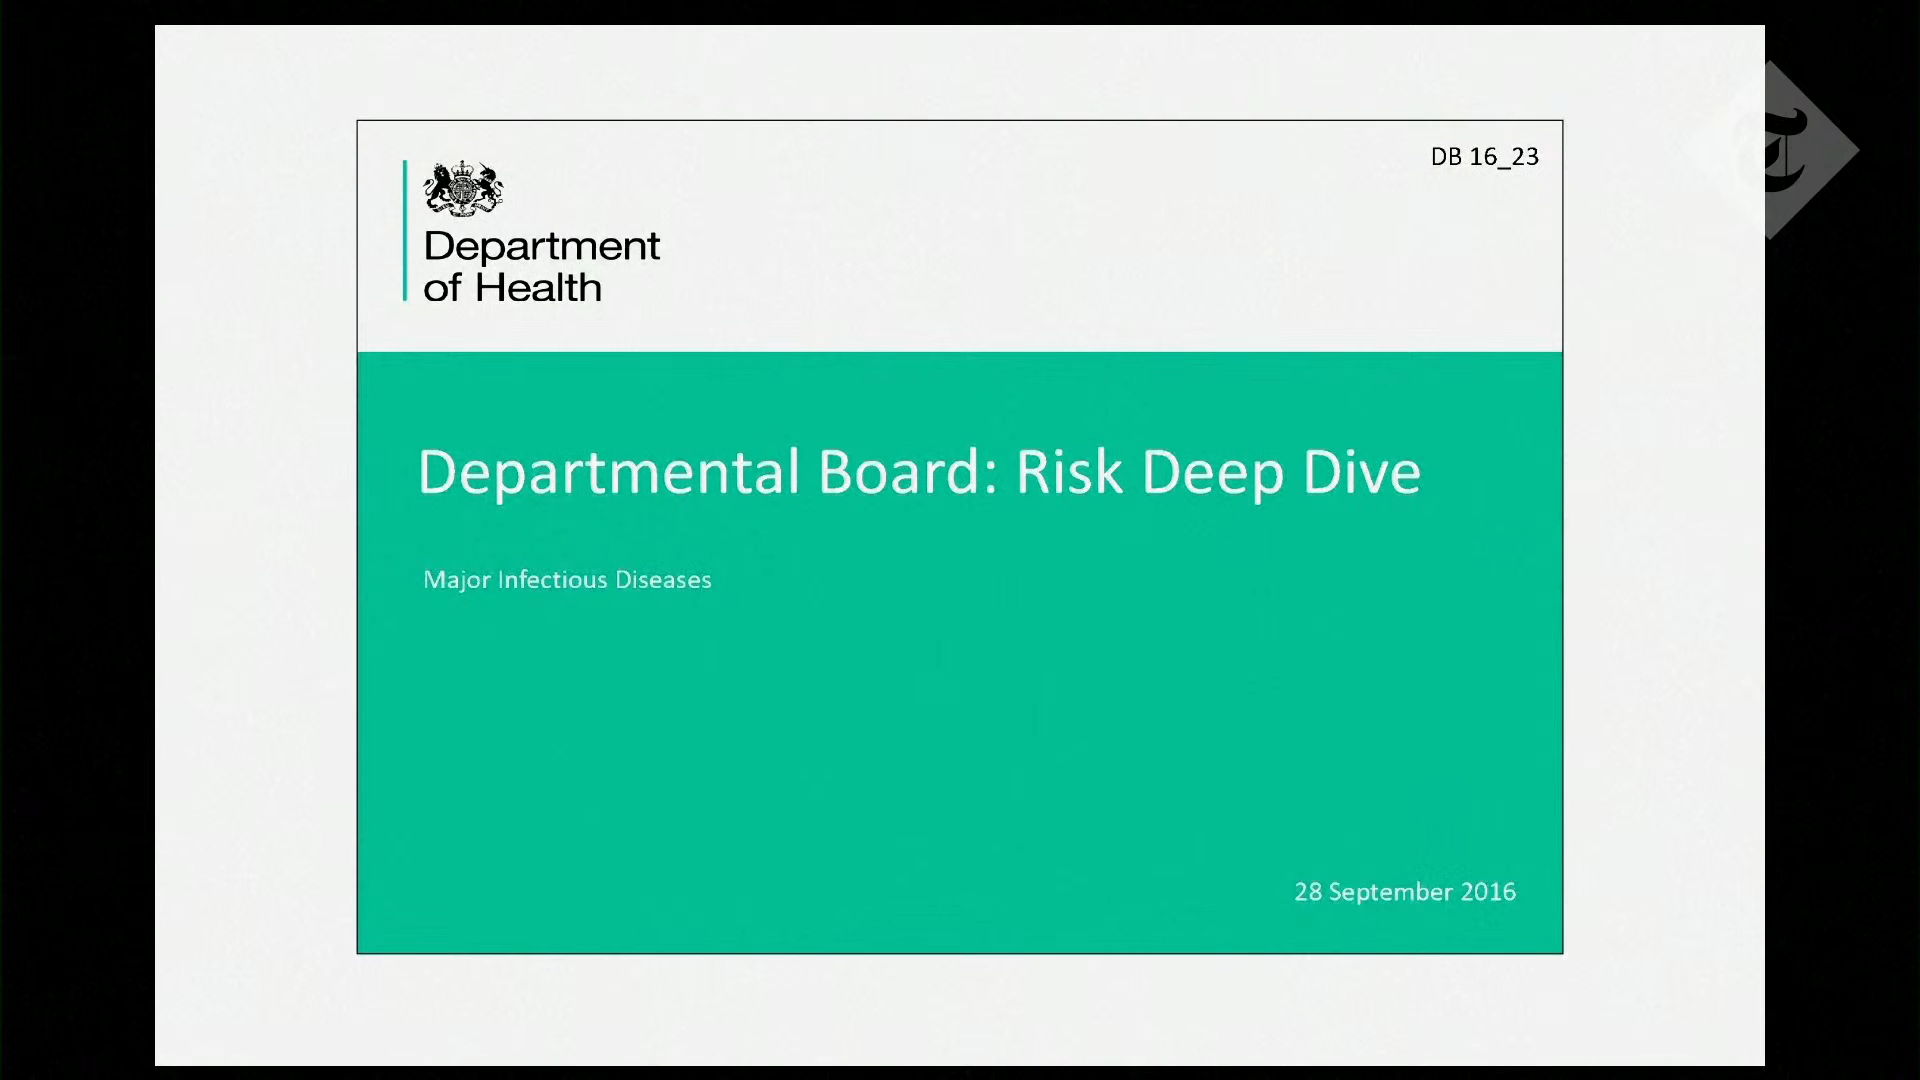 DB 16_23
Department
of Health
Departmental Board: Risk Deep Dive
Major Infectious Diseases
28 September 2016
T